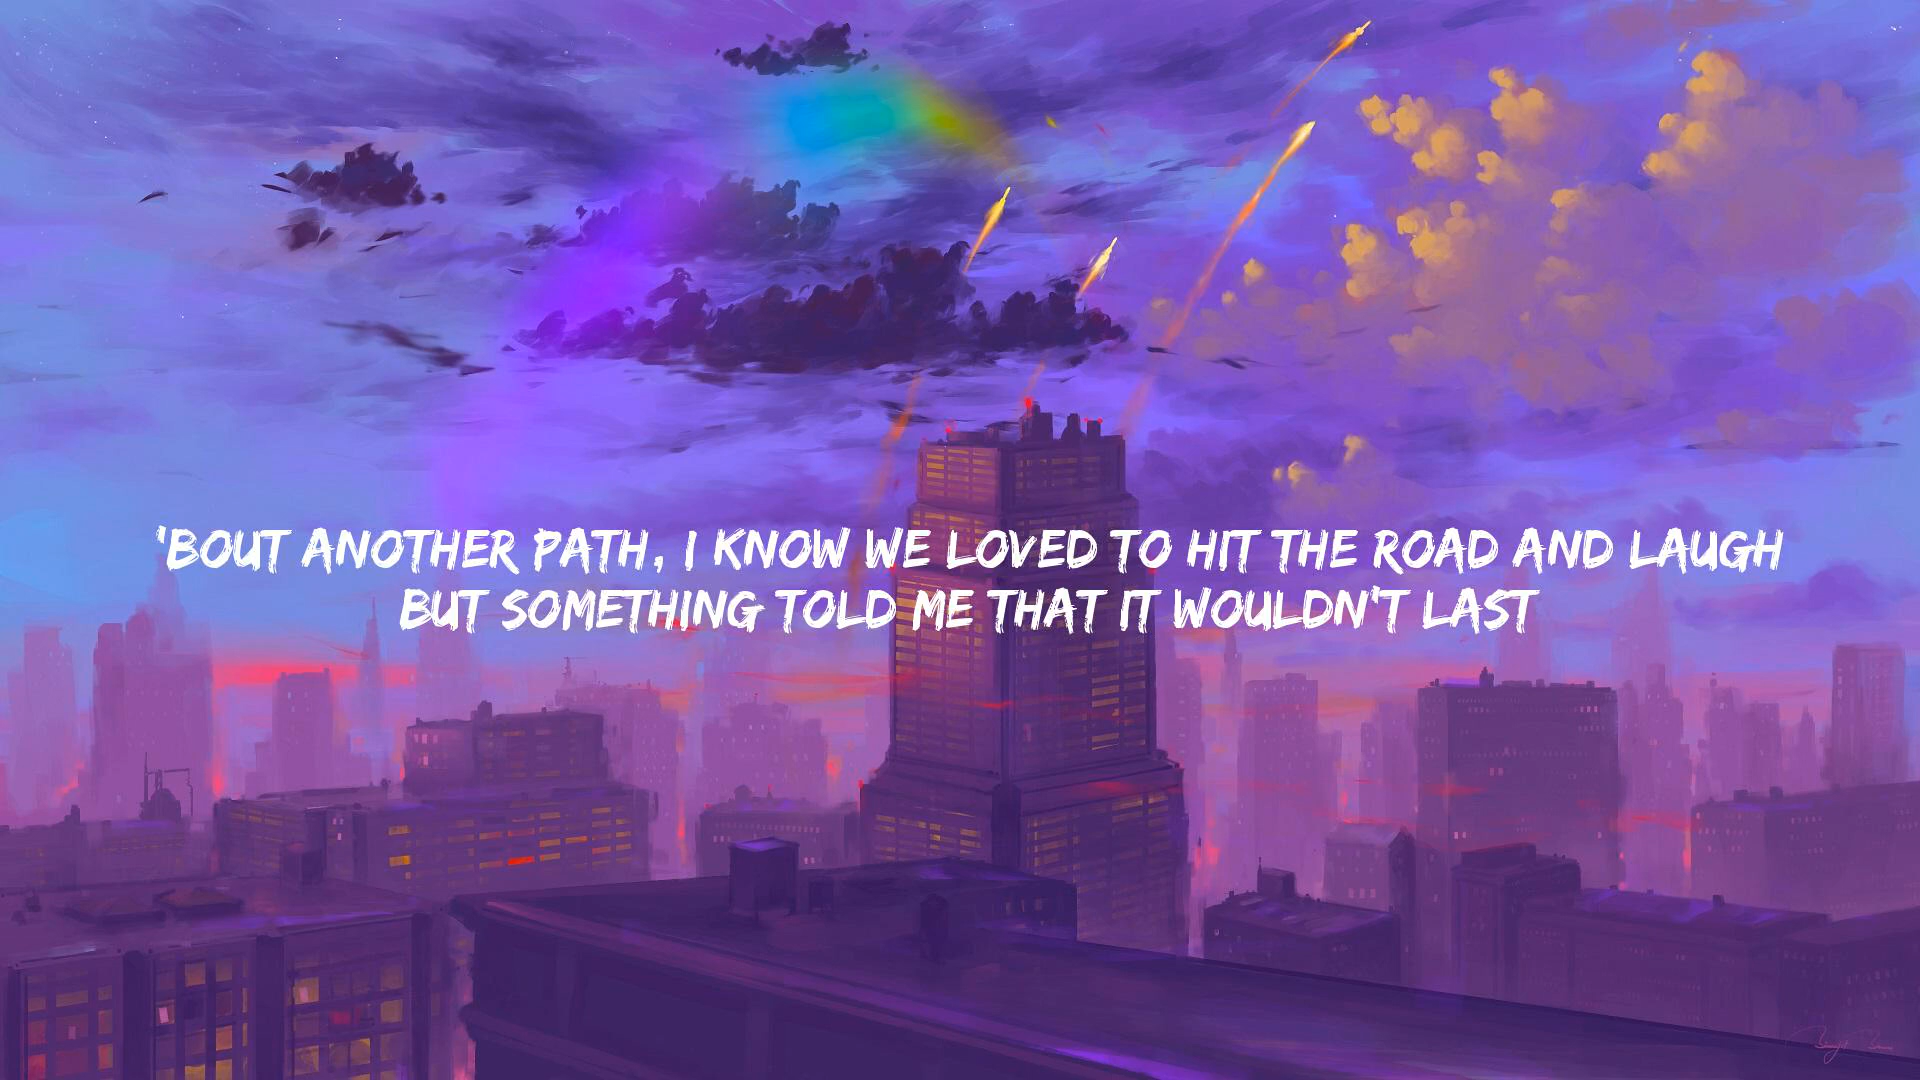 'BOUT ANOTHER PATH, I KNOW WE LOVED TO HIT THE ROAD AND LAUGH
BUT SOMETHING TOLD ME THAT IT WOULDN'T LAST